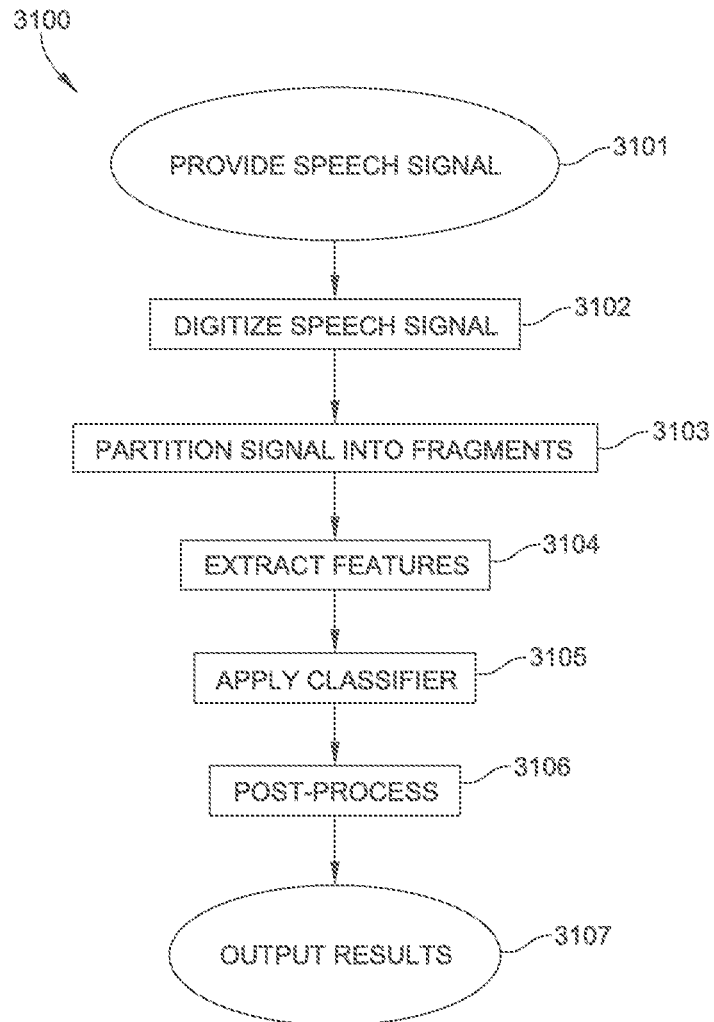 3100
PROVIDE SPEECH SIGNAL
3101
DIGITIZE SPEECH SIGNAL
3102
PARTITION SIGNAL INTO FRAGMENTS
3103
EXTRACT FEATURES
3104
APPLY CLASSIFIER
3105
POST-PROCESS
3106
OUTPUT RESULTS
3107